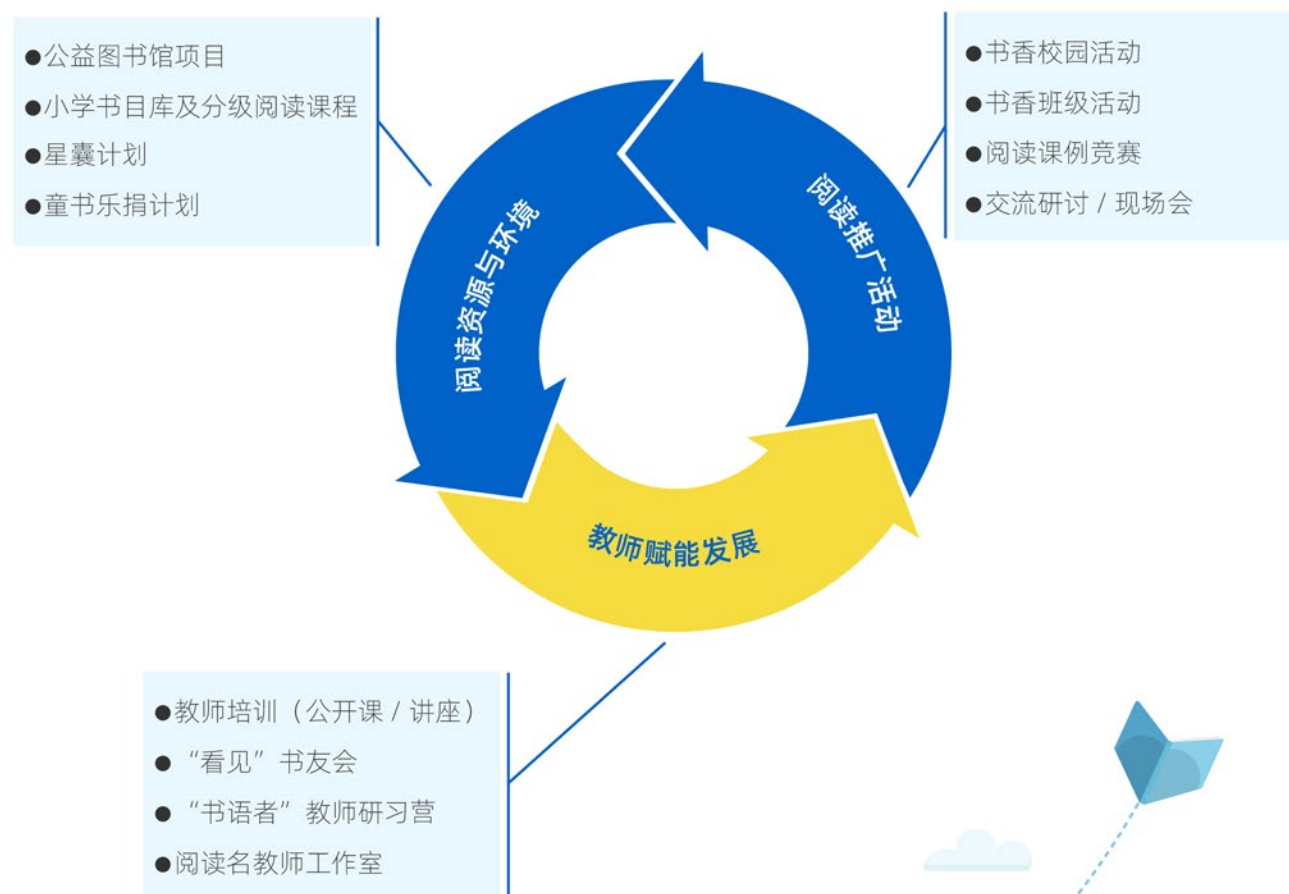 ●公益图书馆项目
●小学书目库及分级阅读课程
●星囊计划
●童书乐捐计划
●书香校园活动
●书香班级活动
●阅读课例竞赛
●交流研讨 / 现场会
阅读资源与环境
阅读推广活动
教师赋能发展
●教师培训（公开课 / 讲座）
●“看见”书友会
●“书语者”教师研习营
●阅读名教师工作室